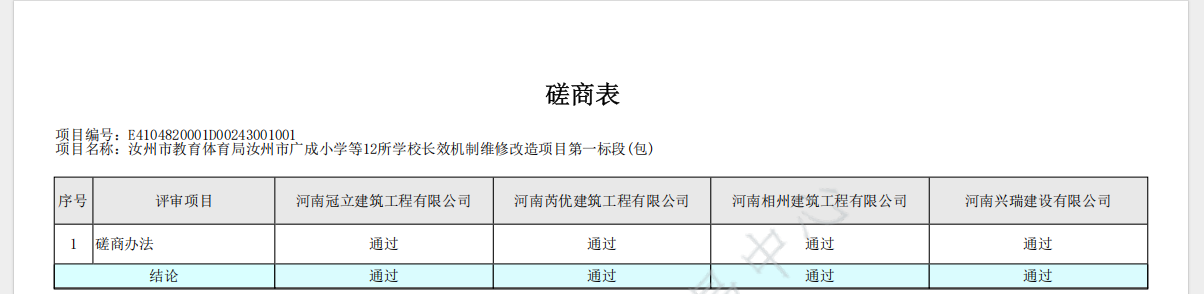 磋商表
项目编号：E4104820001D00243001001
项目名称：汝州市教育体育局汝州市广成小学等12所学校长效机制维修改造项目第一标段(包)
序号 评审项目 河南冠立建筑工程有限公司 河南芮优建筑工程有限公司 河南相州建筑工程有限公司 河南兴瑞建设有限公司
1 磋商办法 通过 通过 通过 通过
结论 通过 通过 通过 通过
中心